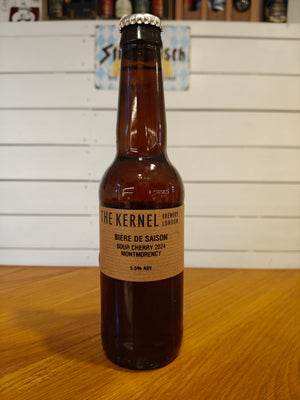 THE KERNEL BREWERY LONDON
BIÈRE DE SAISON
SOUR CHERRY 2024
MONTMORENCY
5.5% ABV